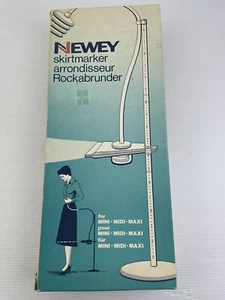 NEWEY
skirtmarker
arrondisseur
Rockabrunder
for
MINI • MIDI • MAXI
pour
MINI • MIDI • MAXI
für
MINI • MIDI • MAXI